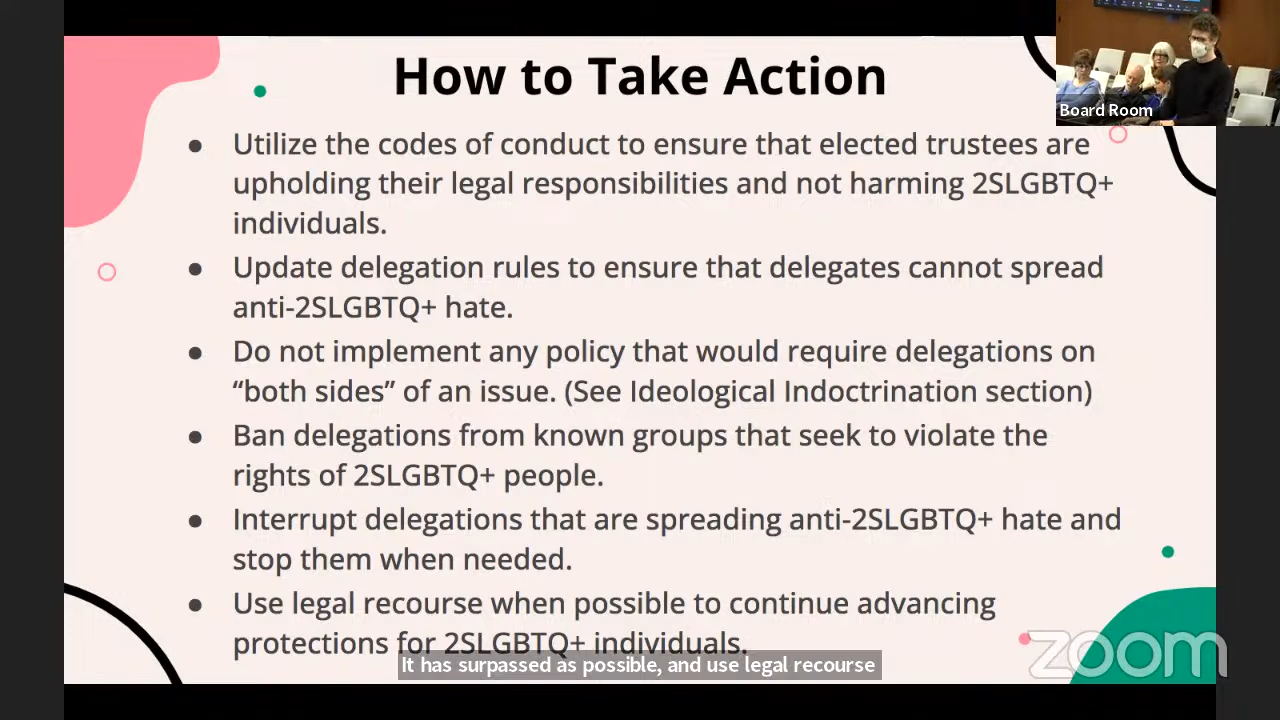 How to Take Action
Board Room
● Utilize the codes of conduct to ensure that elected trustees are
upholding their legal responsibilities and not harming 2SLGBTQ+
individuals.
● Update delegation rules to ensure that delegates cannot spread
anti-2SLGBTQ+ hate.
● Do not implement any policy that would require delegations on
“both sides” of an issue. (See Ideological Indoctrination section)
● Ban delegations from known groups that seek to violate the
rights of 2SLGBTQ+ people.
● Interrupt delegations that are spreading anti-2SLGBTQ+ hate and
stop them when needed.
● Use legal recourse when possible to continue advancing
protections for 2SLGBTQ+ individuals.
It has surpassed as possible, and use legal recourse
zoom